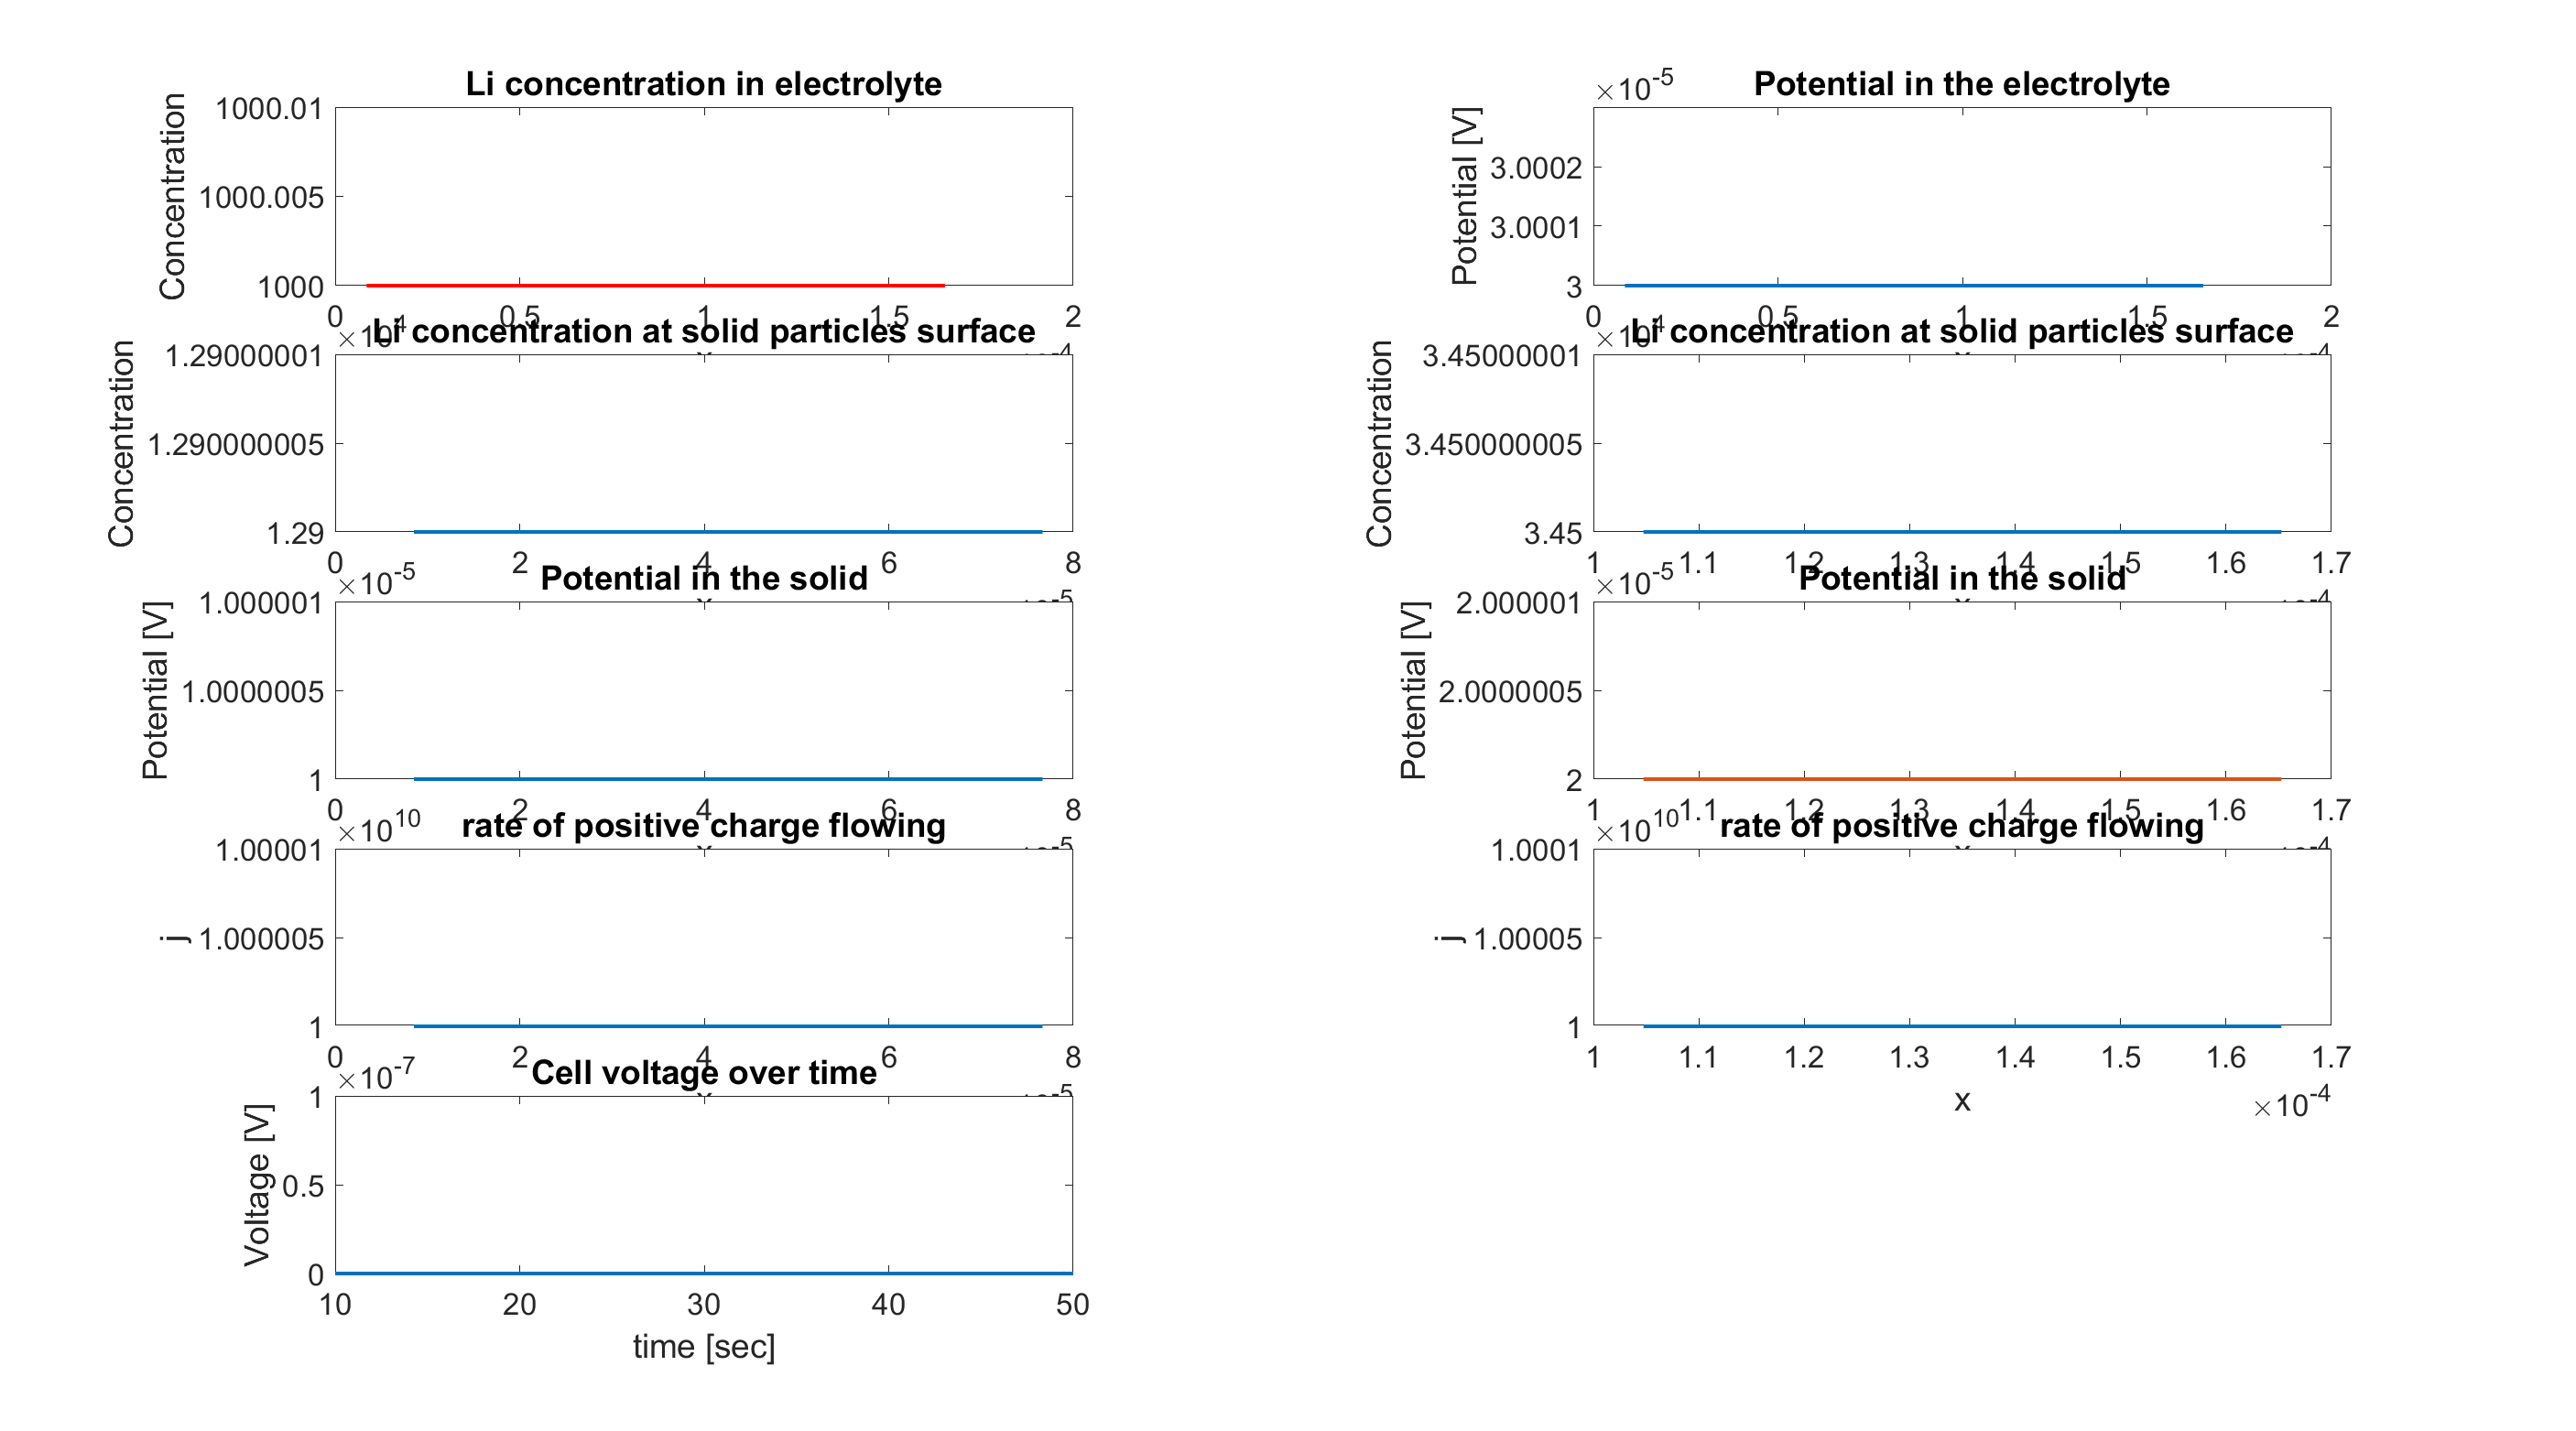 Li concentration in electrolyte
Concentration
1000.01
1000.005
1000
0 0.5 1 1.5 2
Potential in the electrolyte
×10-5
Potential [V]
3.0002
3.0001
3
0 0.5 1 1.5 2
×104
Li concentration at solid particles surface
Concentration
1.29000001
1.290000005
1.29
0 2 4 6 8
×104
Li concentration at solid particles surface
Concentration
3.45000001
3.450000005
3.45
1 1.1 1.2 1.3 1.4 1.5 1.6 1.7
×10-5
Potential in the solid
Potential [V]
1.000001
1.0000005
1
0 2 4 6 8
×10-5
Potential in the solid
Potential [V]
2.000001
2.0000005
2
1 1.1 1.2 1.3 1.4 1.5 1.6 1.7
×1010
rate of positive charge flowing
j
1.00001
1.000005
1
0 2 4 6 8
×1010
rate of positive charge flowing
j
1.0001
1.00005
1
1 1.1 1.2 1.3 1.4 1.5 1.6 1.7
x
×10-4
×10-7
Cell voltage over time
Voltage [V]
1
0.5
0
10 20 30 40 50
time [sec]